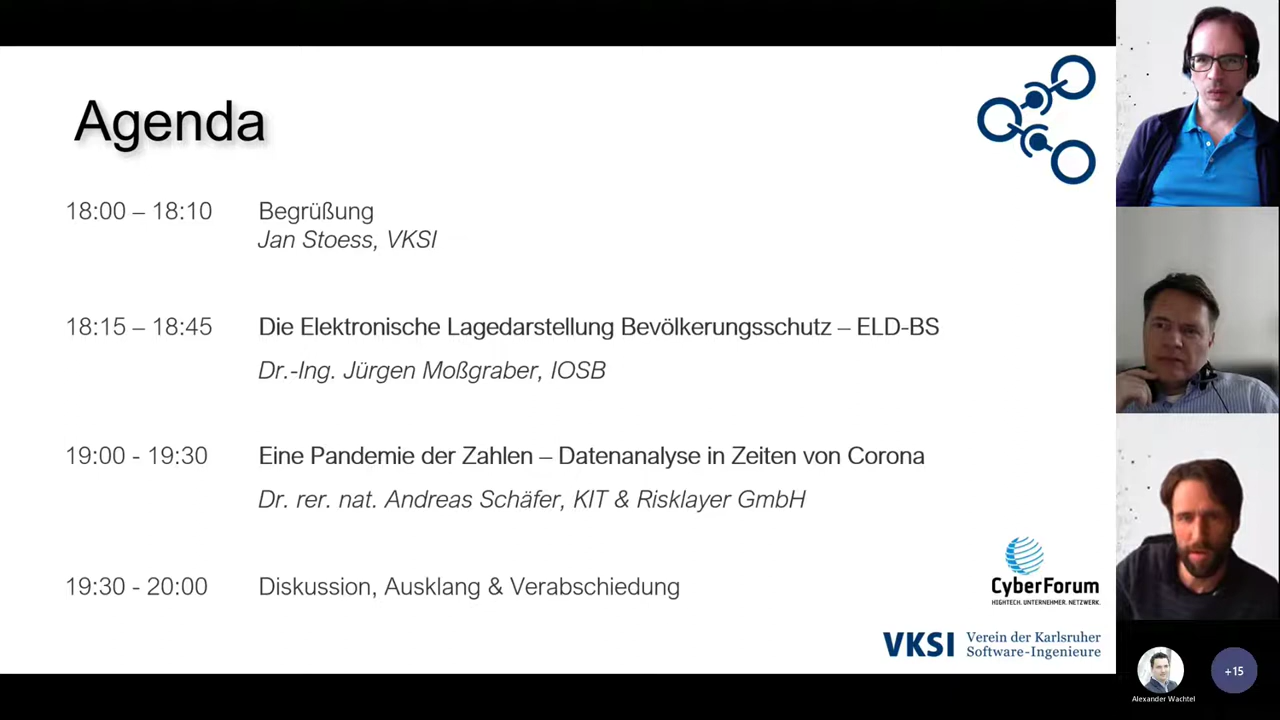 Agenda
18:00 – 18:10 Begrüßung
Jan Stoess, VKSI
18:15 – 18:45 Die Elektronische Lagedarstellung Bevölkerungsschutz – ELD-BS
Dr.-Ing. Jürgen Moßgraber, IOSB
19:00 - 19:30 Eine Pandemie der Zahlen – Datenanalyse in Zeiten von Corona
Dr. rer. nat. Andreas Schäfer, KIT & Risklayer GmbH
19:30 - 20:00 Diskussion, Ausklang & Verabschiedung
CyberForum
HIGHTECH. UNTERNEHMER. NETZWERK.
VKSI Verein der Karlsruher
Software-Ingenieure
Alexander Wachtel
+15